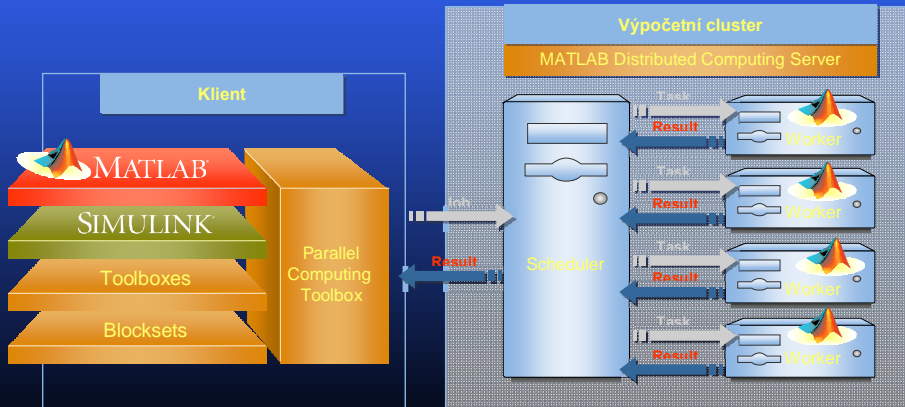 Výpočetní cluster
MATLAB Distributed Computing Server
Klient
MATLAB
SIMULINK
Toolboxes
Blocksets
Parallel
Computing
Toolbox
Job
Result
Scheduler
Task
Result
Worker
Task
Result
Worker
Task
Result
Worker
Task
Result
Worker